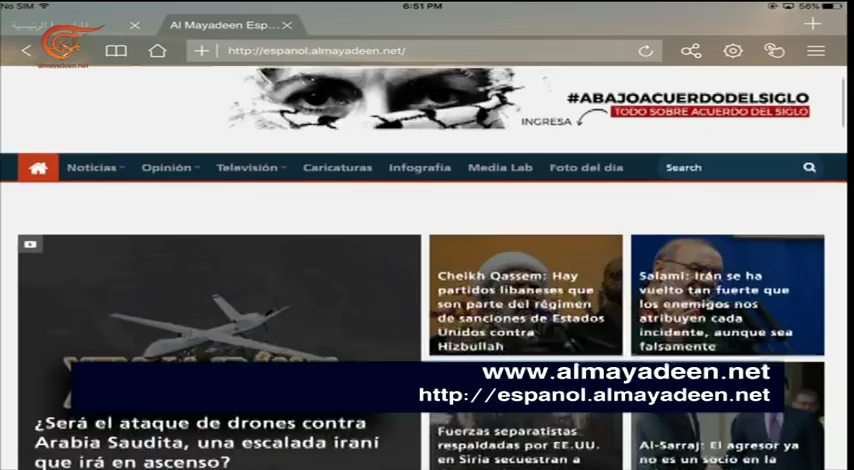 No SIM
6:51 PM
56%
الرئيسية
Al Mayadeen Esp...
http://espanol.almayadeen.net/
almayadeen.net
#ABAJOACUERDODELSIGLO
INGRESA
TODO SOBRE ACUERDO DEL SIGLO
Noticias
Opinión
Televisión
Caricaturas
Infografia
Media Lab
Foto del dia
Search
Cheikh Qassem: Hay
partidos libaneses que
son parte del régimen
de sanciones de Estados
Unidos contra
Hizbullah
Salami: Irán se ha
vuelto tan fuerte que
los enemigos nos
atribuyen cada
incidente, aunque sea
falsamente
www.almayadeen.net
http://espanol.almayadeen.net
¿Será el ataque de drones contra
Arabia Saudita, una escalada iraní
que irá en ascenso?
Fuerzas separatistas
respaldadas por EE.UU.
en Siria secuestran a
Al-Sarraj: El agresor ya
no es un socio en la